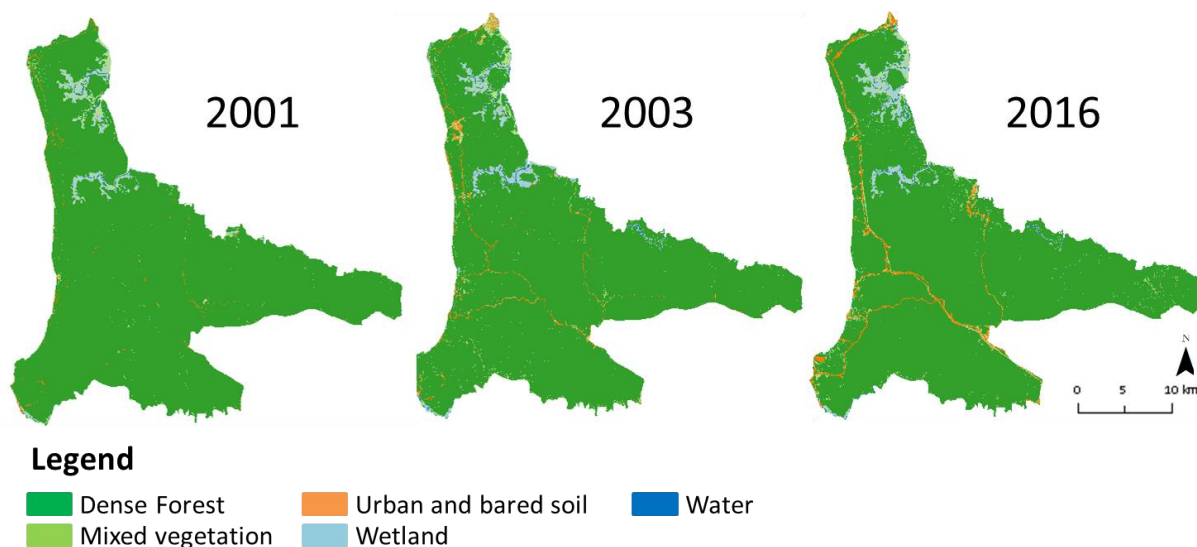 2001
2003
2016
N
0 5 10 km
Legend
Dense Forest
Urban and bared soil
Water
Mixed vegetation
Wetland